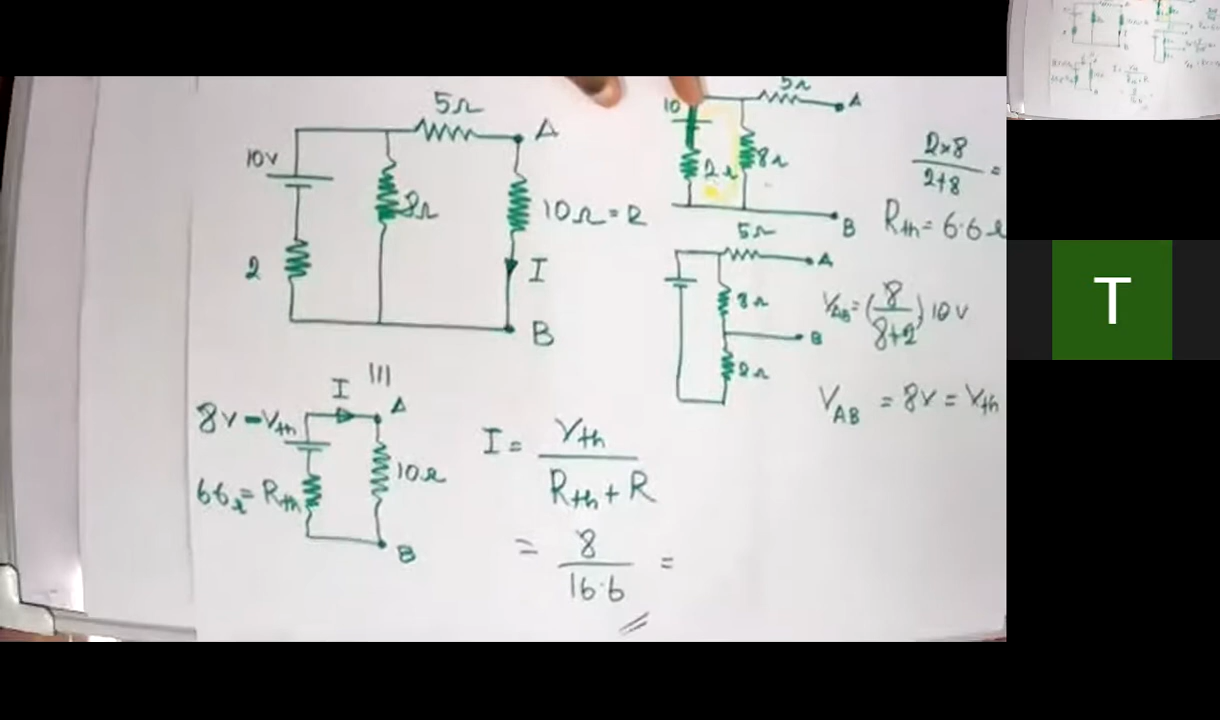 5Ω
A
10V
8Ω
10Ω = R
2
I
B
10
5Ω
A
2Ω
8Ω
B
2×8
2+8
=
Rth = 6.6Ω
5Ω
A
8Ω
B
2Ω
VAB = (8
8+2) 10V
VAB = 8V = Vth
I
A
8V = Vth
10Ω
6.6Ω = Rth
B
I = Vth
Rth + R
= 8
16.6
=
T